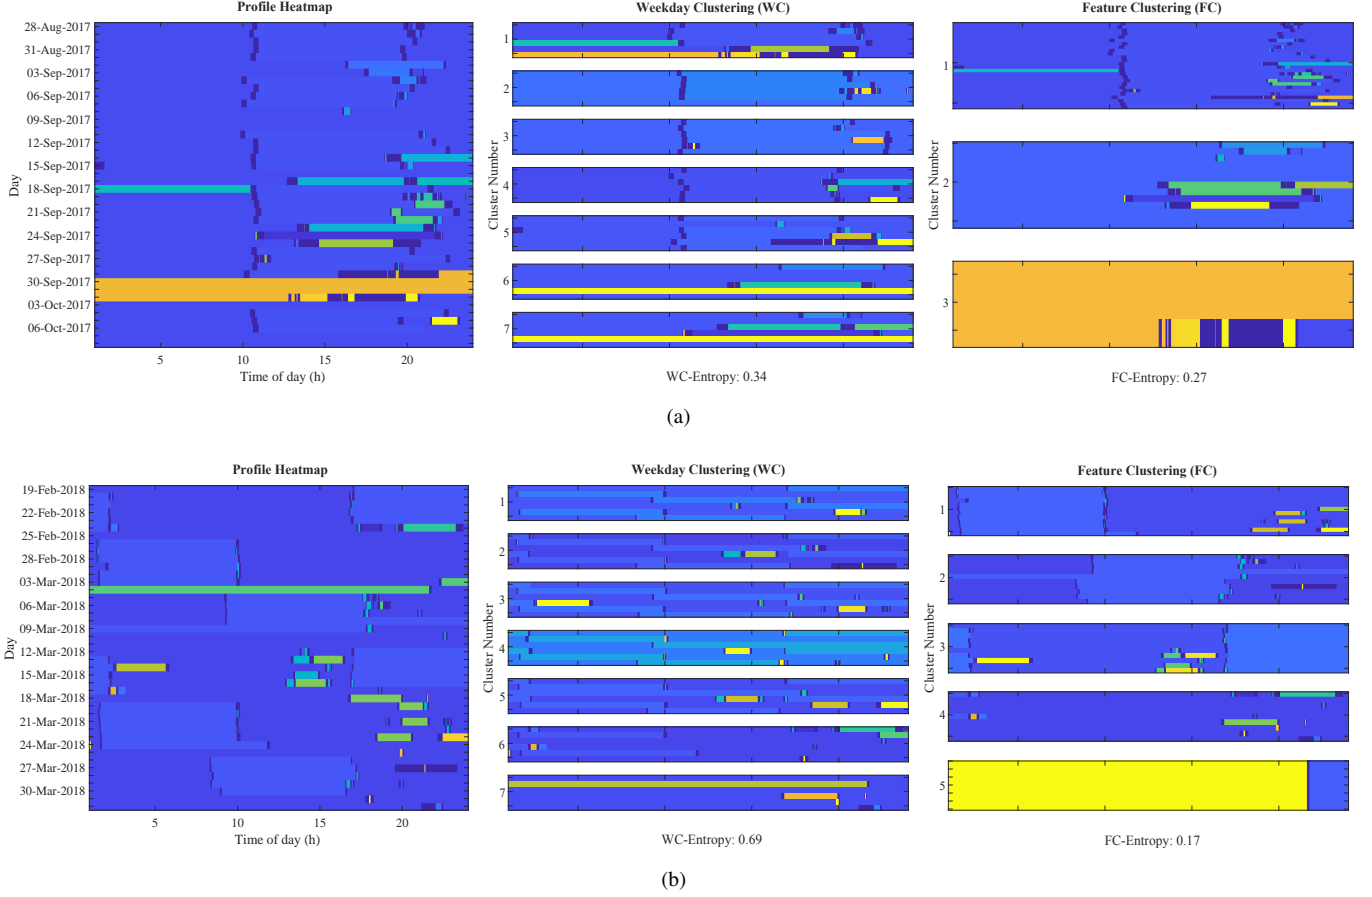 Profile Heatmap
Weekday Clustering (WC)
Feature Clustering (FC)
28-Aug-2017
31-Aug-2017
03-Sep-2017
06-Sep-2017
09-Sep-2017
12-Sep-2017
15-Sep-2017
18-Sep-2017
21-Sep-2017
24-Sep-2017
27-Sep-2017
30-Sep-2017
03-Oct-2017
06-Oct-2017
Day
5 10 15 20
Time of day (h)
Cluster Number
1
2
3
4
5
6
7
WC-Entropy: 0.34
Cluster Number
1
2
3
FC-Entropy: 0.27
(a)
Profile Heatmap
Weekday Clustering (WC)
Feature Clustering (FC)
19-Feb-2018
22-Feb-2018
25-Feb-2018
28-Feb-2018
03-Mar-2018
06-Mar-2018
09-Mar-2018
12-Mar-2018
15-Mar-2018
18-Mar-2018
21-Mar-2018
24-Mar-2018
27-Mar-2018
30-Mar-2018
Day
5 10 15 20
Time of day (h)
Cluster Number
1
2
3
4
5
6
7
WC-Entropy: 0.69
Cluster Number
1
2
3
4
5
FC-Entropy: 0.17
(b)